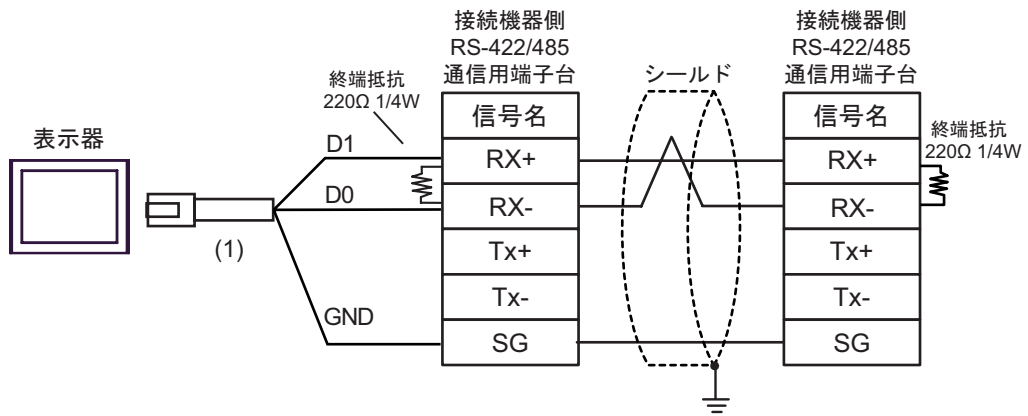 表示器
(1)
D1
D0
GND
終端抵抗
220Ω 1/4W
接続機器側
RS-422/485
通信用端子台
信号名
RX+
RX-
Tx+
Tx-
SG
シールド
接続機器側
RS-422/485
通信用端子台
信号名
RX+
RX-
Tx+
Tx-
SG
終端抵抗
220Ω 1/4W